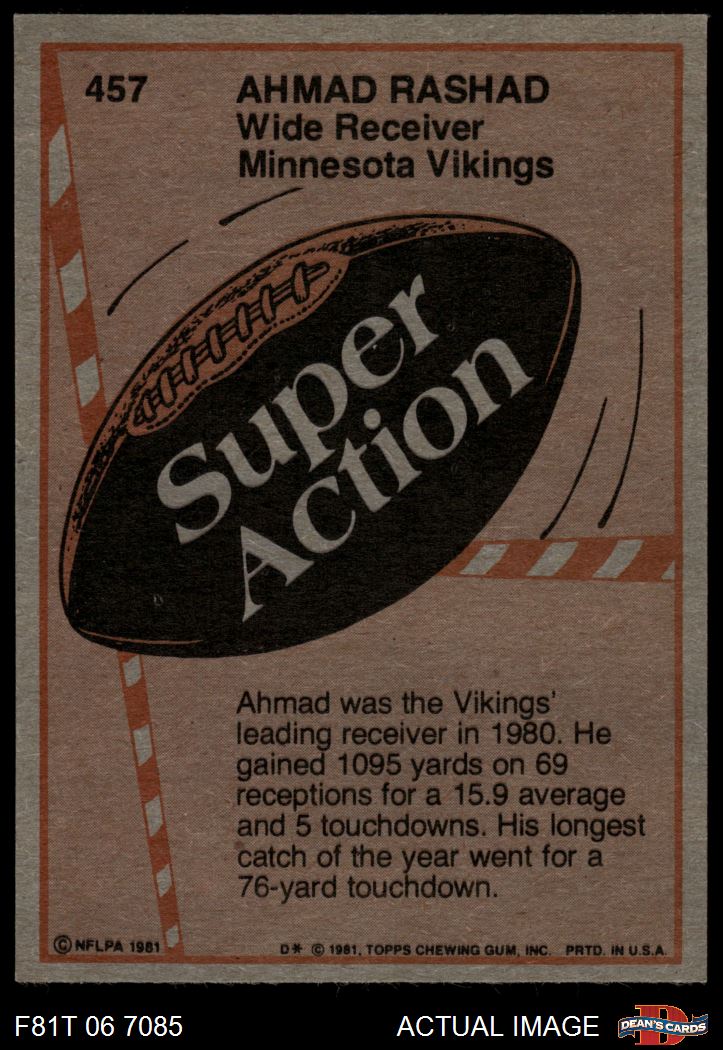 457
AHMAD RASHAD
Wide Receiver
Minnesota Vikings
Super
Action
Ahmad was the Vikings'
leading receiver in 1980. He
gained 1095 yards on 69
receptions for a 15.9 average
and 5 touchdowns. His longest
catch of the year went for a
76-yard touchdown.
© NFLPA 1981
D* © 1981, TOPPS CHEWING GUM, INC. PRTD. IN U.S.A.
F81T 06 7085
ACTUAL IMAGE
D
DEAN'S CARDS